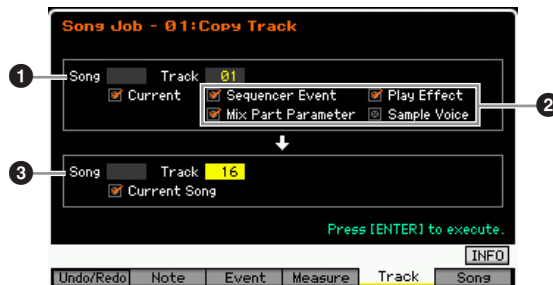 Song Job - 01:Copy Track
1 Song Track 01
Current Sequencer Event Play Effect
Mix Part Parameter Sample Voice 2
3 Song Track 16
Current Song
Press [ENTER] to execute.
INFO
Undo/Redo Note Event Measure Track Song